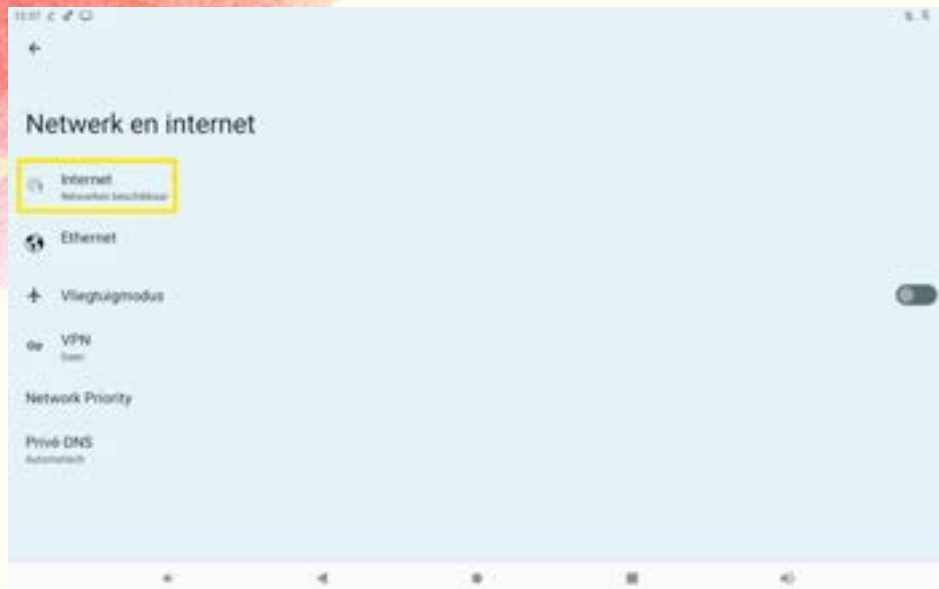 Netwerk en internet
Internet
Netwerken beschikbaar
Ethernet
Vliegtuigmodus
VPN
Geen
Network Priority
Privé-DNS
Automatisch